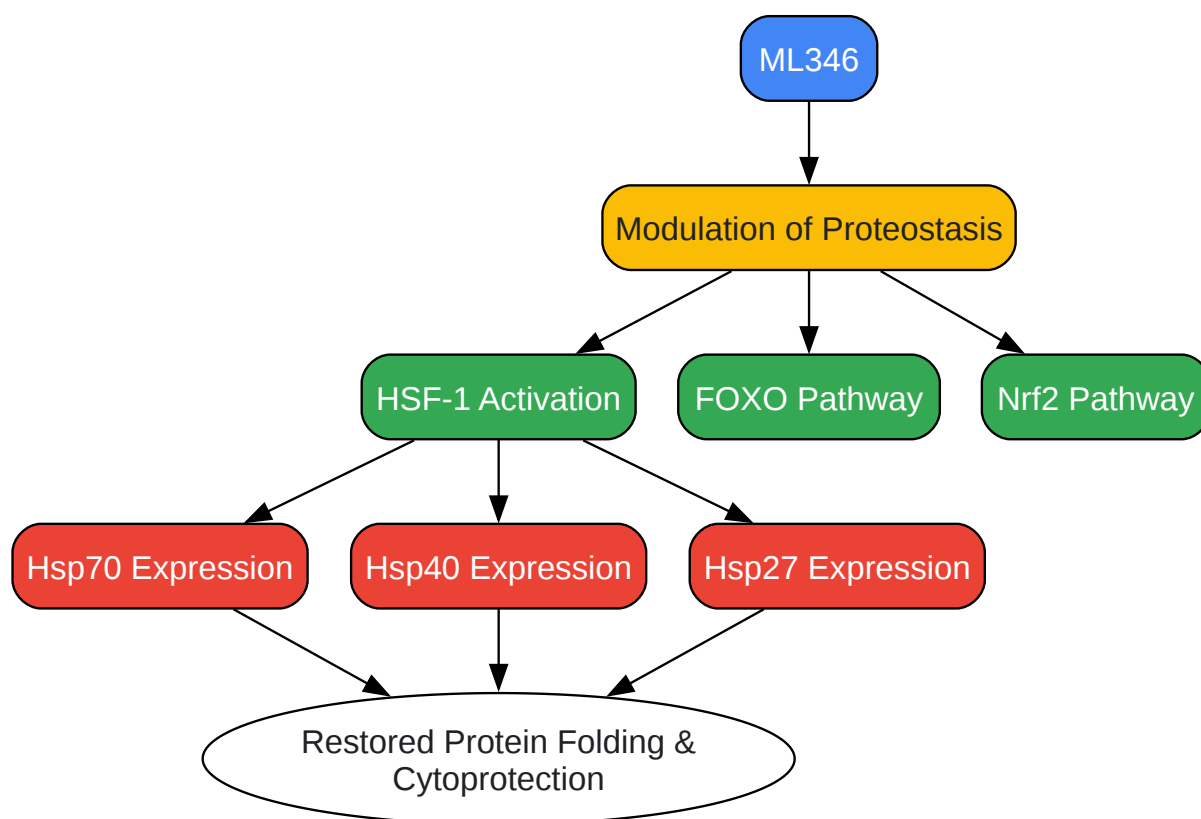 ML346
Modulation of Proteostasis
HSF-1 Activation
FOXO Pathway
Nrf2 Pathway
Hsp70 Expression
Hsp40 Expression
Hsp27 Expression
Restored Protein Folding &
Cytoprotection